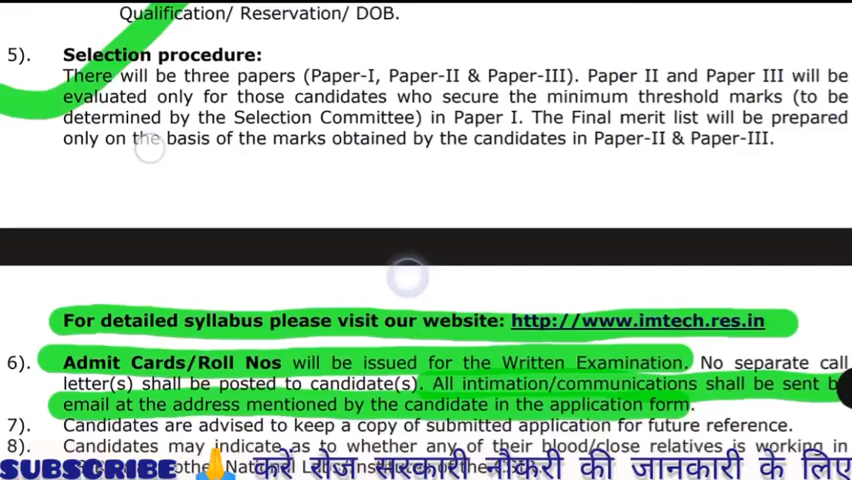 Qualification/ Reservation/ DOB.
5). Selection procedure:
There will be three papers (Paper-I, Paper-II & Paper-III). Paper II and Paper III will be
evaluated only for those candidates who secure the minimum threshold marks (to be
determined by the Selection Committee) in Paper I. The Final merit list will be prepared
only on the basis of the marks obtained by the candidates in Paper-II & Paper-III.
For detailed syllabus please visit our website: http://www.imtech.res.in
6). Admit Cards/Roll Nos will be issued for the Written Examination. No separate call
letter(s) shall be posted to candidate(s). All intimation/communications shall be sent
email at the address mentioned by the candidate in the application form.
7). Candidates are advised to keep a copy of submitted application for future reference.
8). Candidates may indicate as to whether any of their blood/close relatives is working in
National
SUBSCRIBE 🙏 करें रोज सरकारी नौकरी की जानकारी के लिए